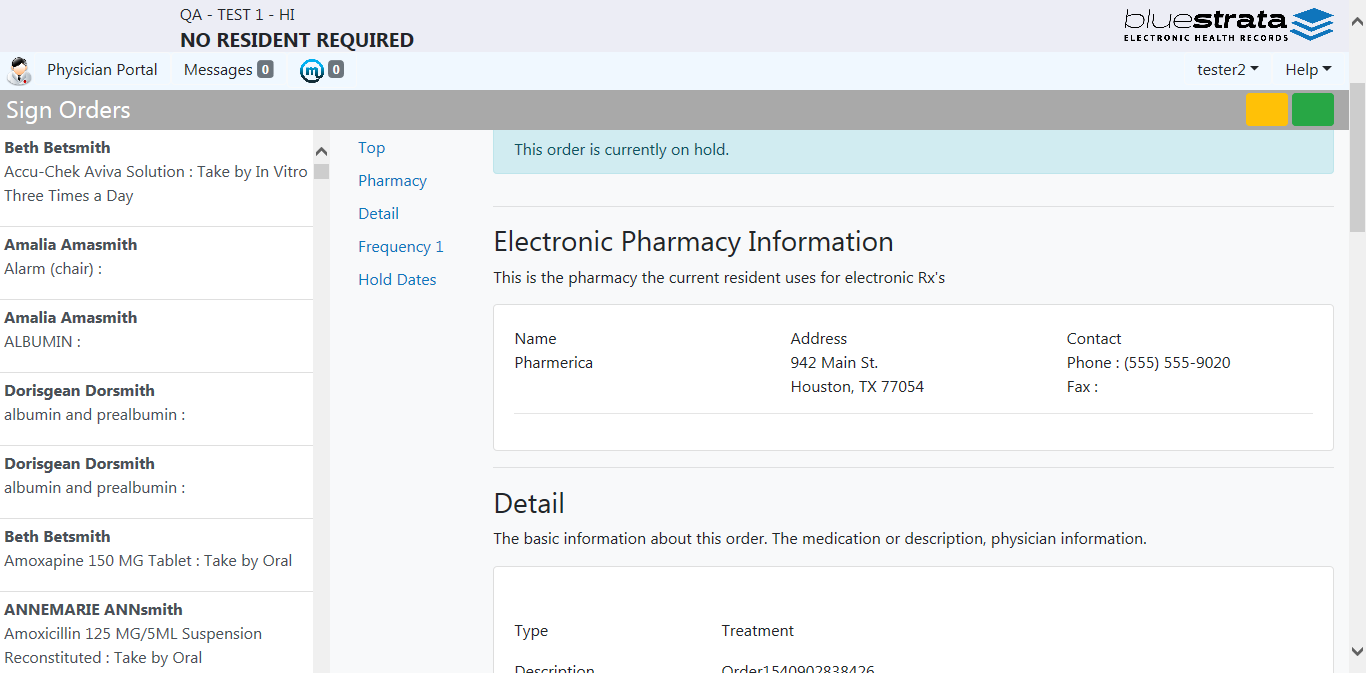 QA - TEST 1 - HI
NO RESIDENT REQUIRED
bluestrata
ELECTRONIC HEALTH RECORDS
Physician Portal
Messages 0
m 0
tester2
Help
Sign Orders
Beth Betsmith
Accu-Chek Aviva Solution : Take by In Vitro
Three Times a Day
Amalia Amasmith
Alarm (chair) :
Amalia Amasmith
ALBUMIN :
Dorisgean Dorsmith
albumin and prealbumin :
Dorisgean Dorsmith
albumin and prealbumin :
Beth Betsmith
Amoxapine 150 MG Tablet : Take by Oral
ANNEMARIE ANNsmith
Amoxicillin 125 MG/5ML Suspension
Reconstituted : Take by Oral
Top
Pharmacy
Detail
Frequency 1
Hold Dates
This order is currently on hold.
Electronic Pharmacy Information
This is the pharmacy the current resident uses for electronic Rx's
Name
Pharmerica
Address
942 Main St.
Houston, TX 77054
Contact
Phone : (555) 555-9020
Fax :
Detail
The basic information about this order. The medication or description, physician information.
Type
Treatment
Description
Order1540902838426